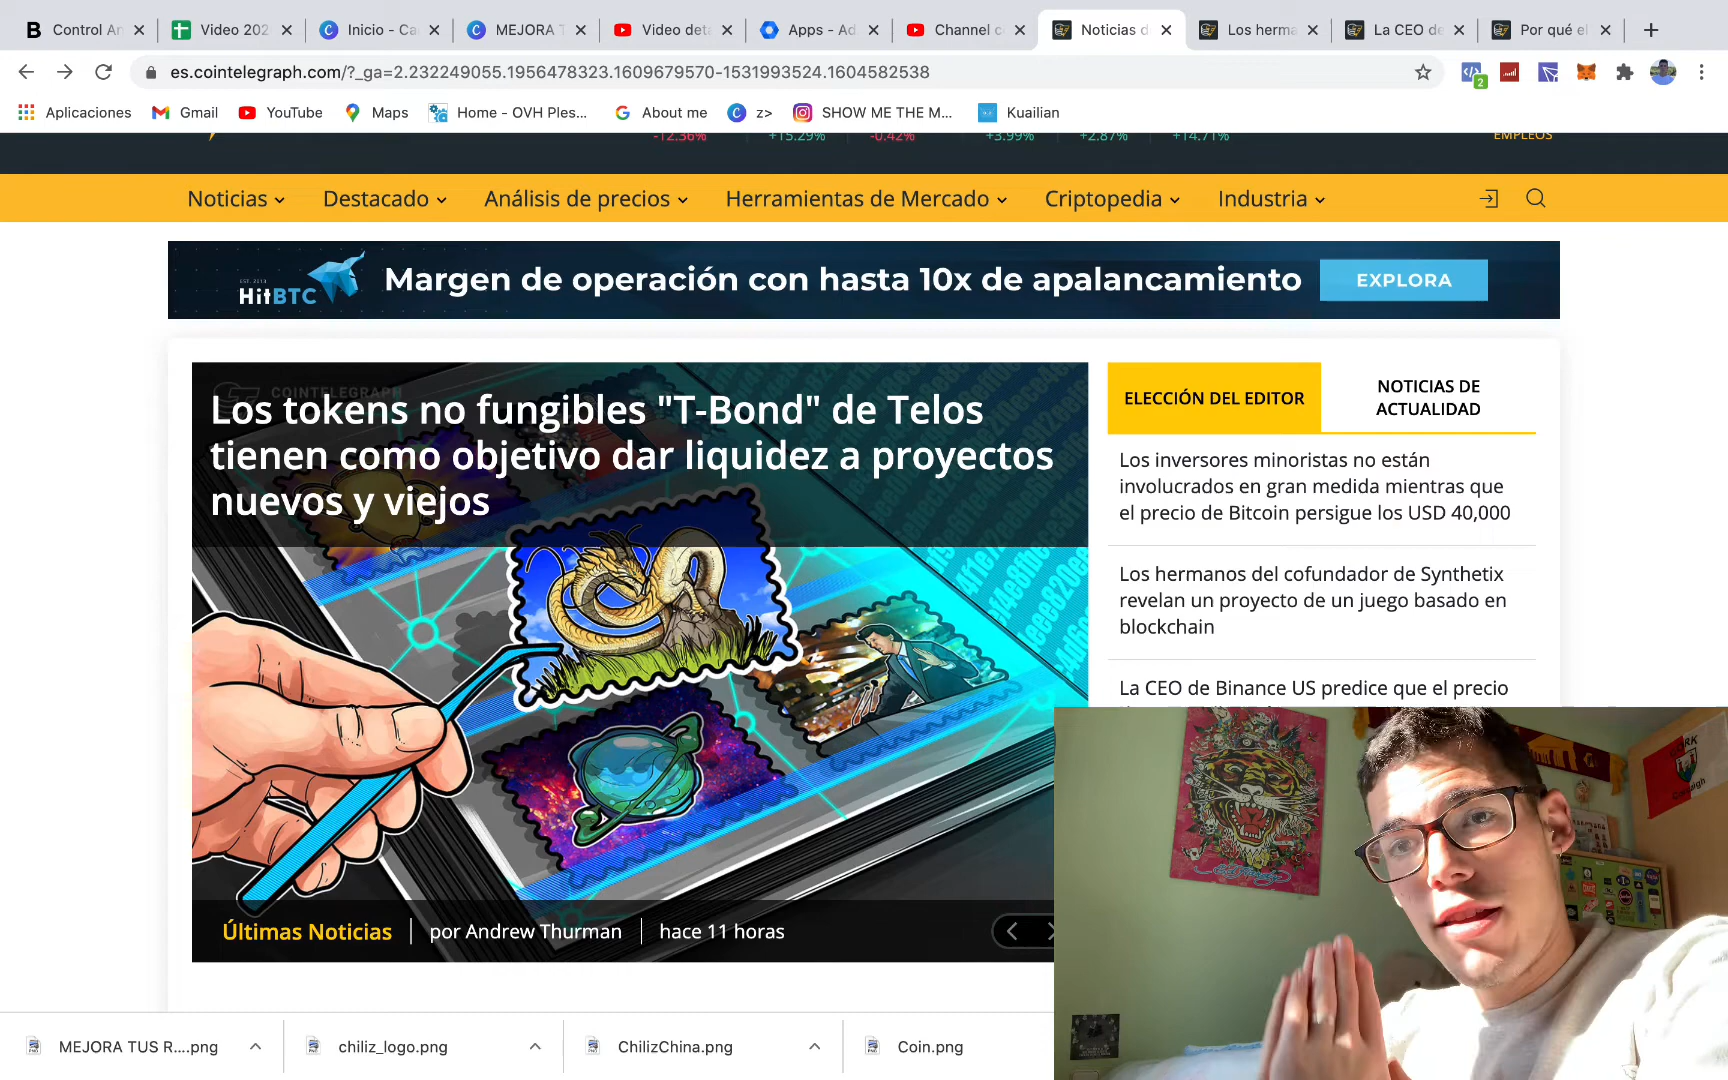 Control An
Video 202
Inicio - Ca
MEJORA T
Video deta
Apps - Ad
Channel c
Noticias d
Los herma
La CEO de
Por qué el
es.cointelegraph.com/?_ga=2.232249055.1956478323.1609679570-1531993524.1604582538
2
Aplicaciones
Gmail
YouTube
Maps
Home - OVH Ples...
About me
z>
SHOW ME THE M...
Kuailian
-12.36%
+15.29%
-0.42%
+3.99%
+2.87%
+14.71%
EMPLEOS
Noticias
Destacado
Análisis de precios
Herramientas de Mercado
Criptopedia
Industria
EST. 2013
HitBTC
Margen de operación con hasta 10x de apalancamiento
EXPLORA
COINTELEGRAPH
Los tokens no fungibles "T-Bond" de Telos
tienen como objetivo dar liquidez a proyectos
nuevos y viejos
Últimas Noticias
por Andrew Thurman
hace 11 horas
ELECCIÓN DEL EDITOR
NOTICIAS DE
ACTUALIDAD
Los inversores minoristas no están
involucrados en gran medida mientras que
el precio de Bitcoin persigue los USD 40,000
Los hermanos del cofundador de Synthetix
revelan un proyecto de un juego basado en
blockchain
La CEO de Binance US predice que el precio
MEJORA TUS R....png
chiliz_logo.png
ChilizChina.png
Coin.png